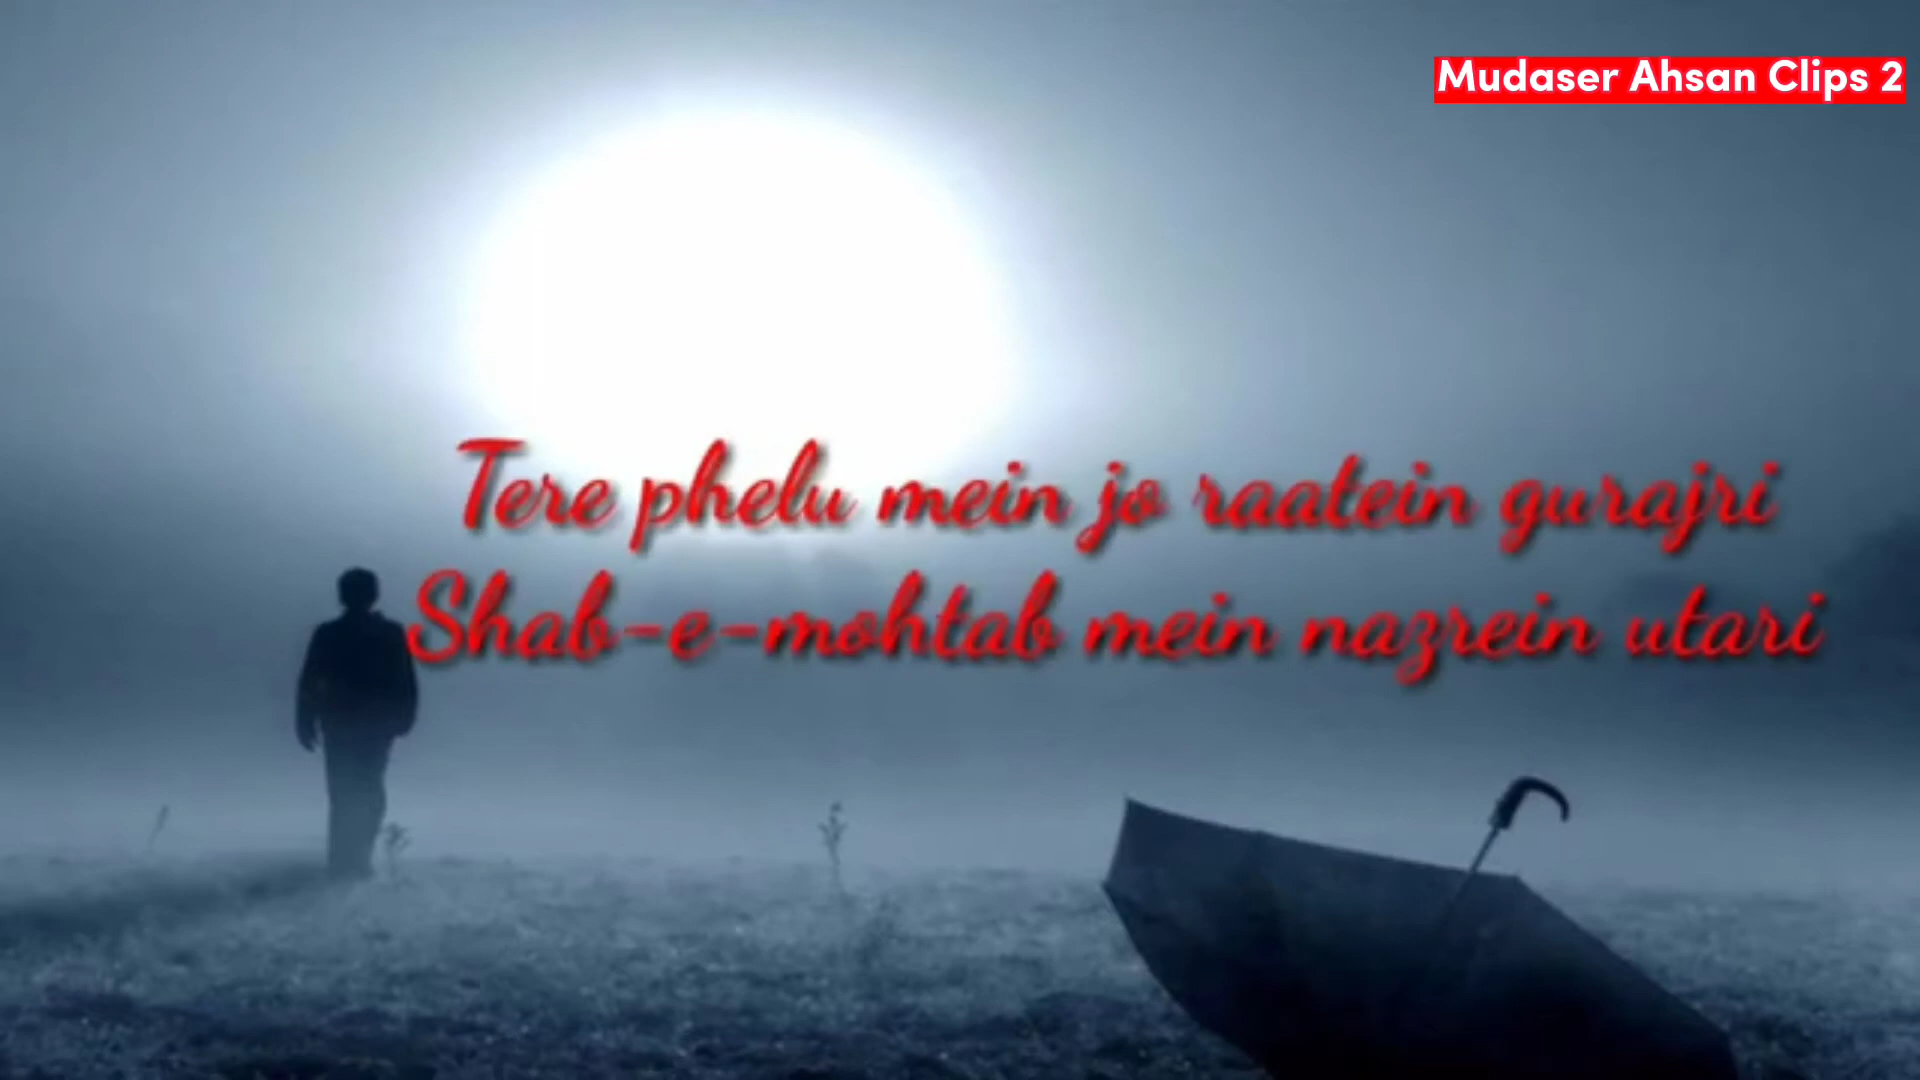 Mudaser Ahsan Clips 2
Tere phelu mein jo raatein gurajri
Shab-e-mohtab mein nazrein utari